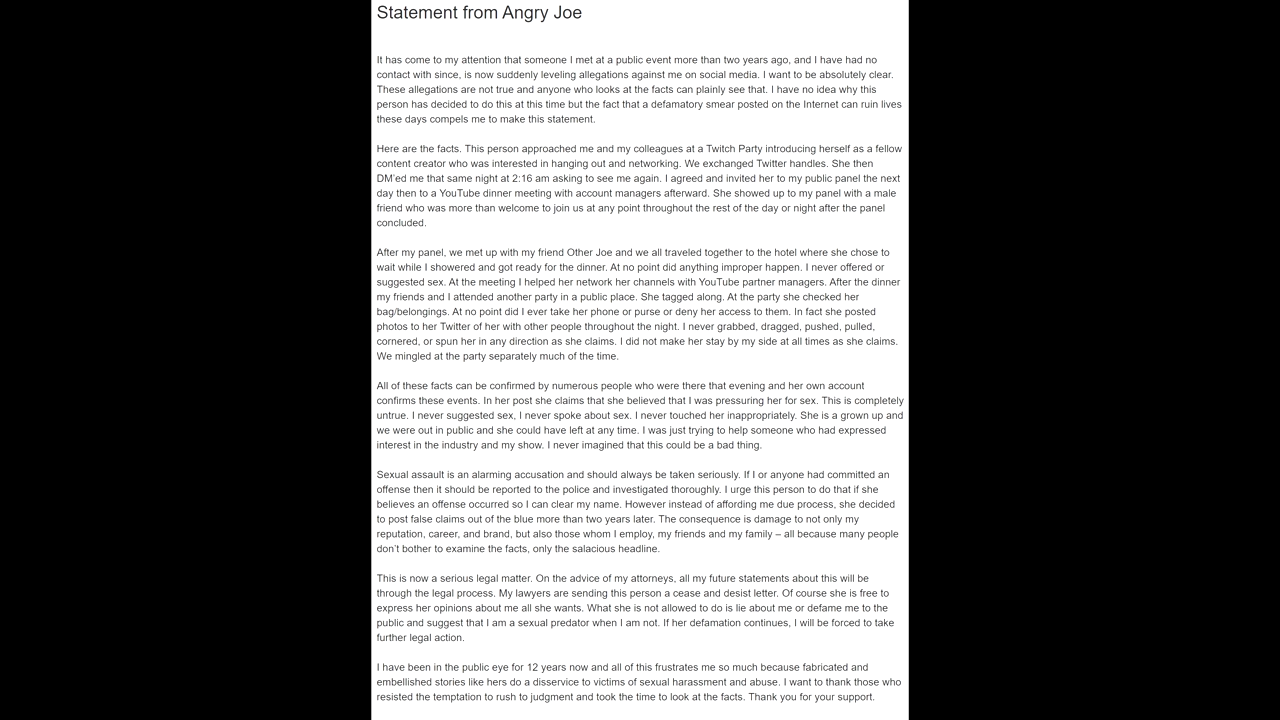 Statement from Angry Joe
It has come to my attention that someone I met at a public event more than two years ago, and I have had no
contact with since, is now suddenly leveling allegations against me on social media. I want to be absolutely clear.
These allegations are not true and anyone who looks at the facts can plainly see that. I have no idea why this
person has decided to do this at this time but the fact that a defamatory smear posted on the Internet can ruin lives
these days compels me to make this statement.
Here are the facts. This person approached me and my colleagues at a Twitch Party introducing herself as a fellow
content creator who was interested in hanging out and networking. We exchanged Twitter handles. She then
DM'ed me that same night at 2:16 am asking to see me again. I agreed and invited her to my public panel the next
day then to a YouTube dinner meeting with account managers afterward. She showed up to my panel with a male
friend who was more than welcome to join us at any point throughout the rest of the day or night after the panel
concluded.
After my panel, we met up with my friend Other Joe and we all traveled together to the hotel where she chose to
wait while I showered and got ready for the dinner. At no point did anything improper happen. I never offered or
suggested sex. At the meeting I helped her network her channels with YouTube partner managers. After the dinner
my friends and I attended another party in a public place. She tagged along. At the party she checked her
bag/belongings. At no point did I ever take her phone or purse or deny her access to them. In fact she posted
photos to her Twitter of her with other people throughout the night. I never grabbed, dragged, pushed, pulled,
cornered, or spun her in any direction as she claims. I did not make her stay by my side at all times as she claims.
We mingled at the party separately much of the time.
All of these facts can be confirmed by numerous people who were there that evening and her own account
confirms these events. In her post she claims that she believed that I was pressuring her for sex. This is completely
untrue. I never suggested sex, I never spoke about sex. I never touched her inappropriately. She is a grown up and
we were out in public and she could have left at any time. I was just trying to help someone who had expressed
interest in the industry and my show. I never imagined that this could be a bad thing.
Sexual assault is an alarming accusation and should always be taken seriously. If I or anyone had committed an
offense then it should be reported to the police and investigated thoroughly. I urge this person to do that if she
believes an offense occurred so I can clear my name. However instead of affording me due process, she decided
to post false claims out of the blue more than two years later. The consequence is damage to not only my
reputation, career, and brand, but also those whom I employ, my friends and my family – all because many people
don't bother to examine the facts, only the salacious headline.
This is now a serious legal matter. On the advice of my attorneys, all my future statements about this will be
through the legal process. My lawyers are sending this person a cease and desist letter. Of course she is free to
express her opinions about me all she wants. What she is not allowed to do is lie about me or defame me to the
public and suggest that I am a sexual predator when I am not. If her defamation continues, I will be forced to take
further legal action.
I have been in the public eye for 12 years now and all of this frustrates me so much because fabricated and
embellished stories like hers do a disservice to victims of sexual harassment and abuse. I want to thank those who
resisted the temptation to rush to judgment and took the time to look at the facts. Thank you for your support.